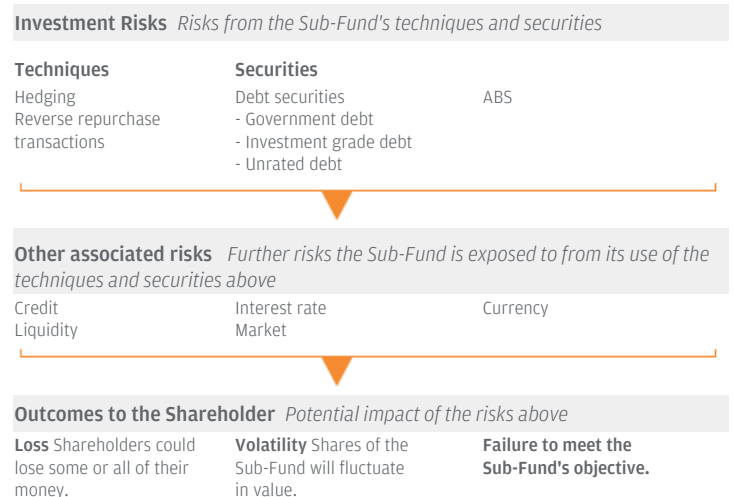 Investment Risks Risks from the Sub-Fund's techniques and securities
Techniques
Hedging
Reverse repurchase
transactions
Securities
Debt securities
- Government debt
- Investment grade debt
- Unrated debt
ABS
Other associated risks Further risks the Sub-Fund is exposed to from its use of the
techniques and securities above
Credit
Liquidity
Interest rate
Market
Currency
Outcomes to the Shareholder Potential impact of the risks above
Loss Shareholders could
lose some or all of their
money.
Volatility Shares of the
Sub-Fund will fluctuate
in value.
Failure to meet the
Sub-Fund's objective.